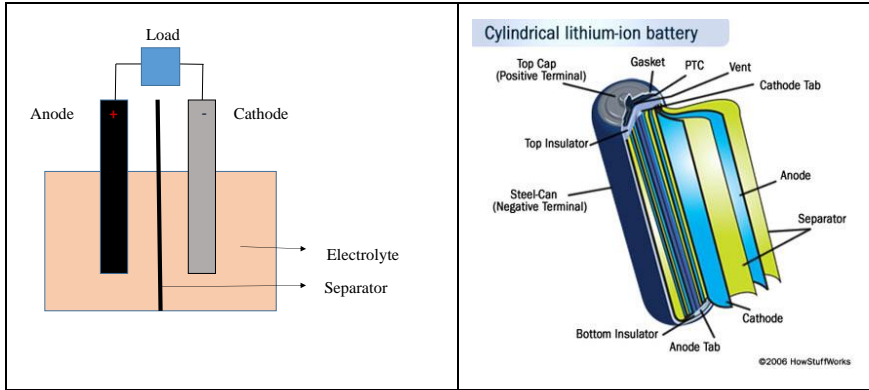 Load
Anode
+
-
Cathode
Electrolyte
Separator
Cylindrical lithium-ion battery
Top Cap
(Positive Terminal)
Gasket
PTC
Vent
Cathode Tab
Top Insulator
Steel-Can
(Negative Terminal)
Anode
Separator
Cathode
Bottom Insulator
Anode Tab
©2006 HowStuffWorks